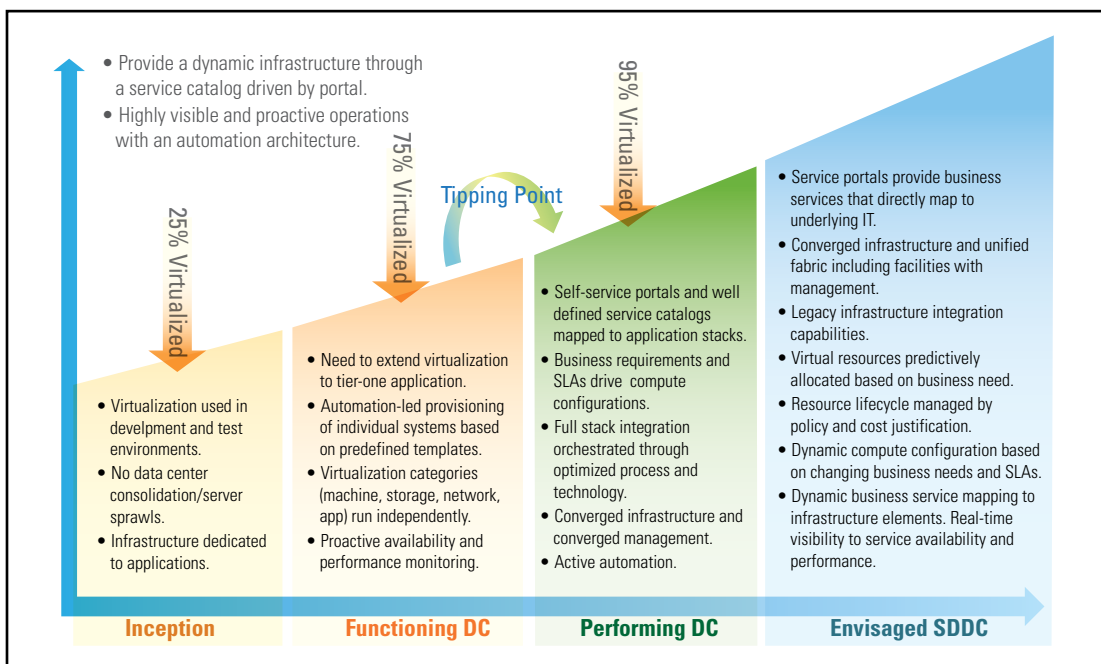 • Provide a dynamic infrastructure through
a service catalog driven by portal.
• Highly visible and proactive operations
with an automation architecture.
25% Virtualized
75% Virtualized
Tipping Point
95% Virtualized
• Virtualization used in
develpment and test
environments.
• No data center
consolidation/server
sprawls.
• Infrastructure dedicated
to applications.
• Need to extend virtualization
to tier-one application.
• Automation-led provisioning
of individual systems based
on predefined templates.
• Virtualization categories
(machine, storage, network,
app) run independently.
• Proactive availability and
performance monitoring.
• Self-service portals and well
defined service catalogs
mapped to application stacks.
• Business requirements and
SLAs drive compute
configurations.
• Full stack integration
orchestrated through
optimized process and
technology.
• Converged infrastructure and
converged management.
• Active automation.
• Service portals provide business
services that directly map to
underlying IT.
• Converged infrastructure and unified
fabric including facilities with
management.
• Legacy infrastructure integration
capabilities.
• Virtual resources predictively
allocated based on business need.
• Resource lifecycle managed by
policy and cost justification.
• Dynamic compute configuration based
on changing business needs and SLAs.
• Dynamic business service mapping to
infrastructure elements. Real-time
visibility to service availability and
performance.
Inception
Functioning DC
Performing DC
Envisaged SDDC